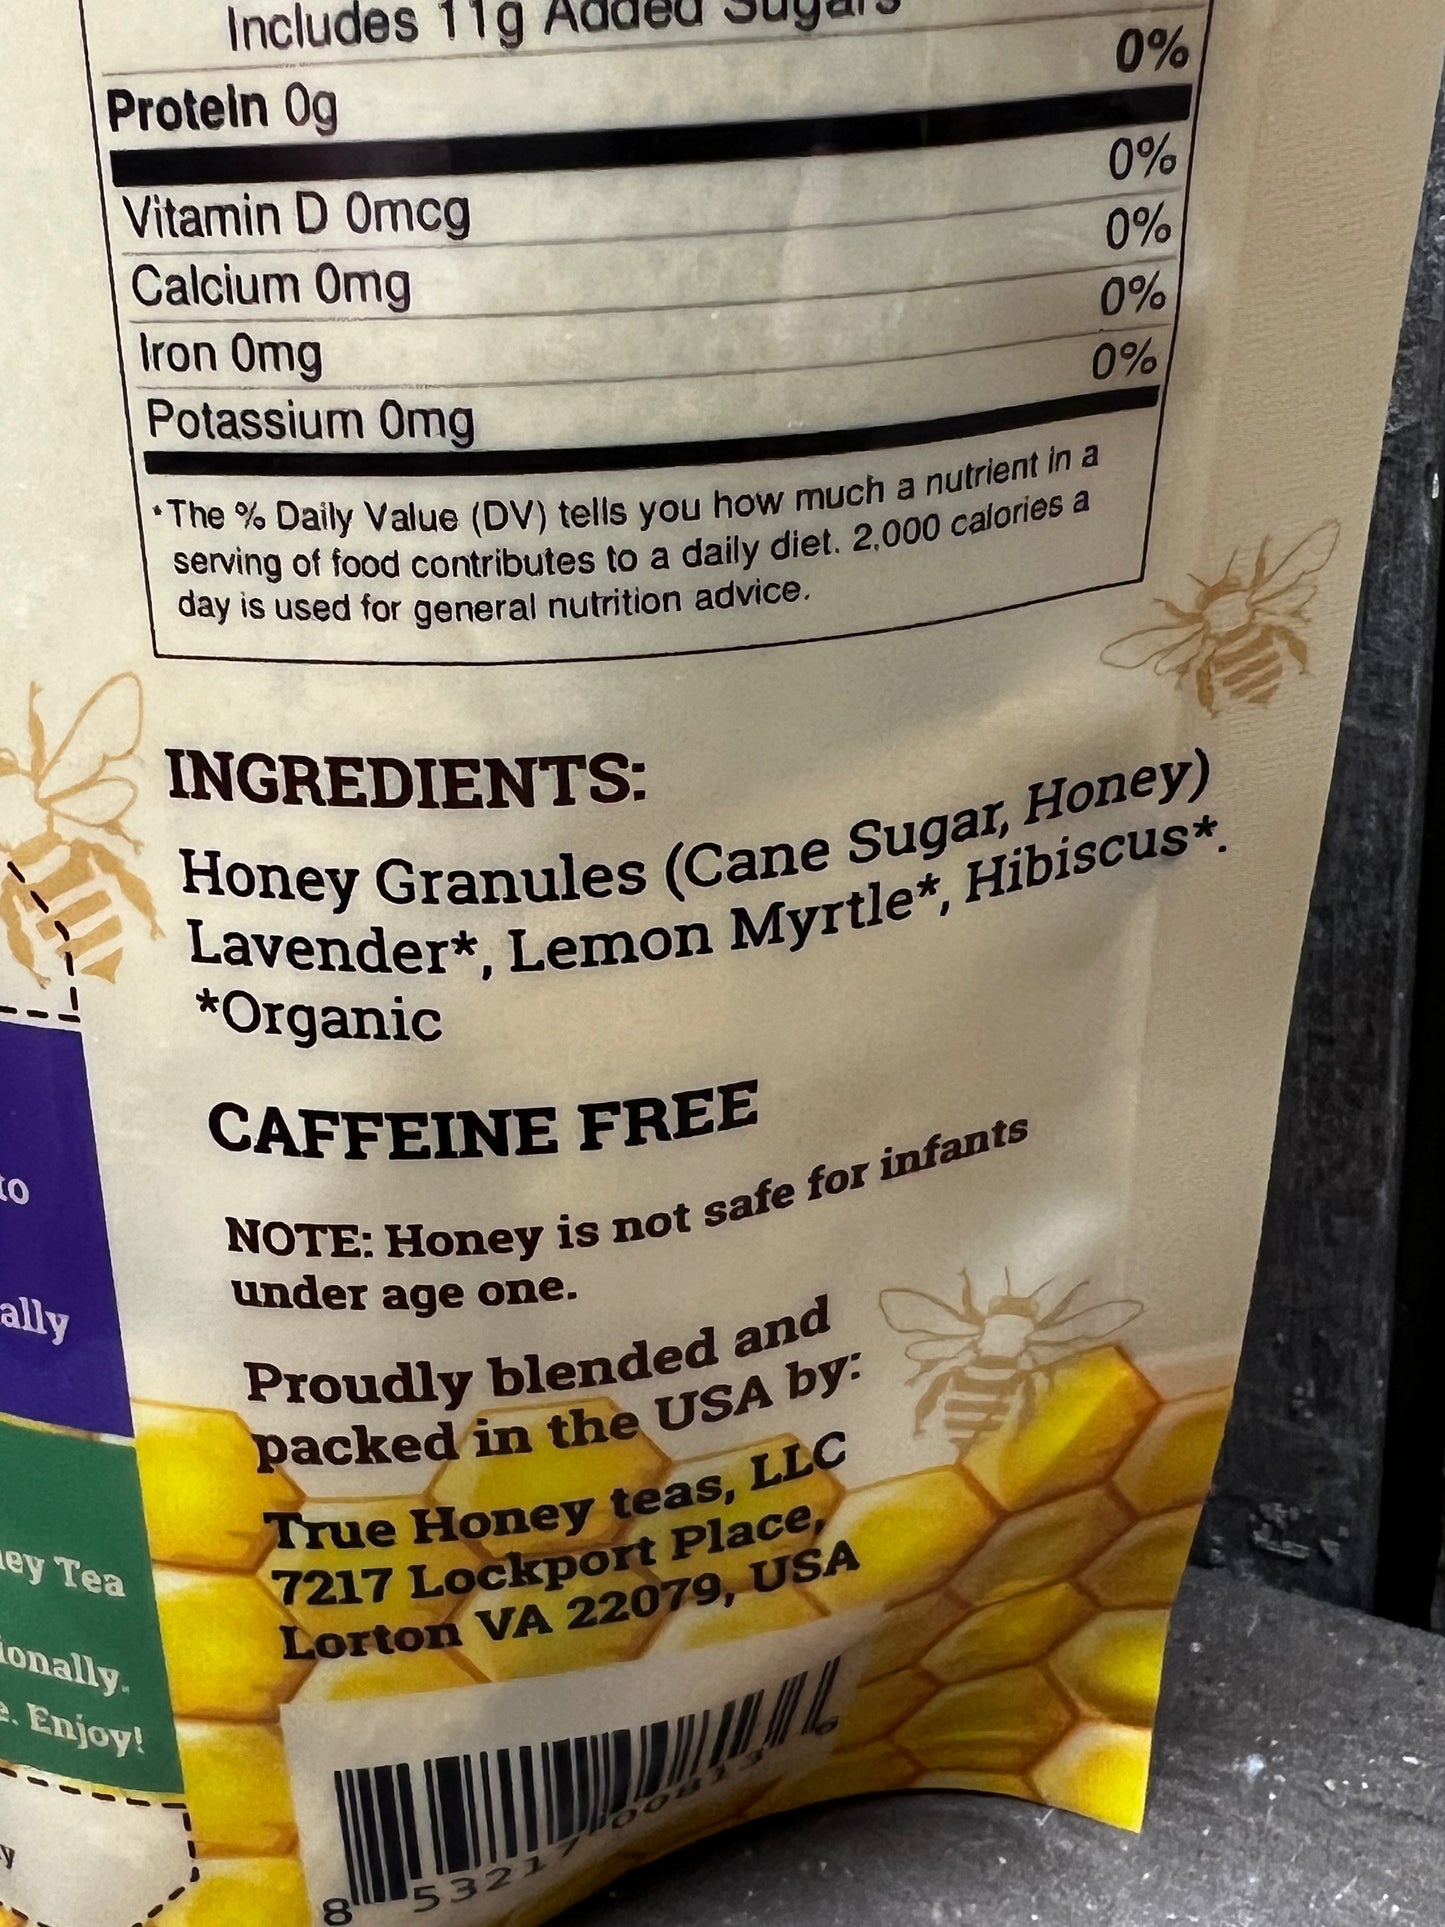 Includes 11g Added Sugars
Protein 0g 0%
Vitamin D 0mcg 0%
Calcium 0mg 0%
Iron 0mg 0%
Potassium 0mg 0%
*The % Daily Value (DV) tells you how much a nutrient in a
serving of food contributes to a daily diet. 2,000 calories a
day is used for general nutrition advice.
INGREDIENTS:
Honey Granules (Cane Sugar, Honey)
Lavender*, Lemon Myrtle*, Hibiscus*.
*Organic
CAFFEINE FREE
NOTE: Honey is not safe for infants
under age one.
Proudly blended and
packed in the USA by:
True Honey teas, LLC
7217 Lockport Place,
Lorton VA 22079, USA
8 53217 00813 6
to
ally
ey Tea
ionally.
e. Enjoy!
y